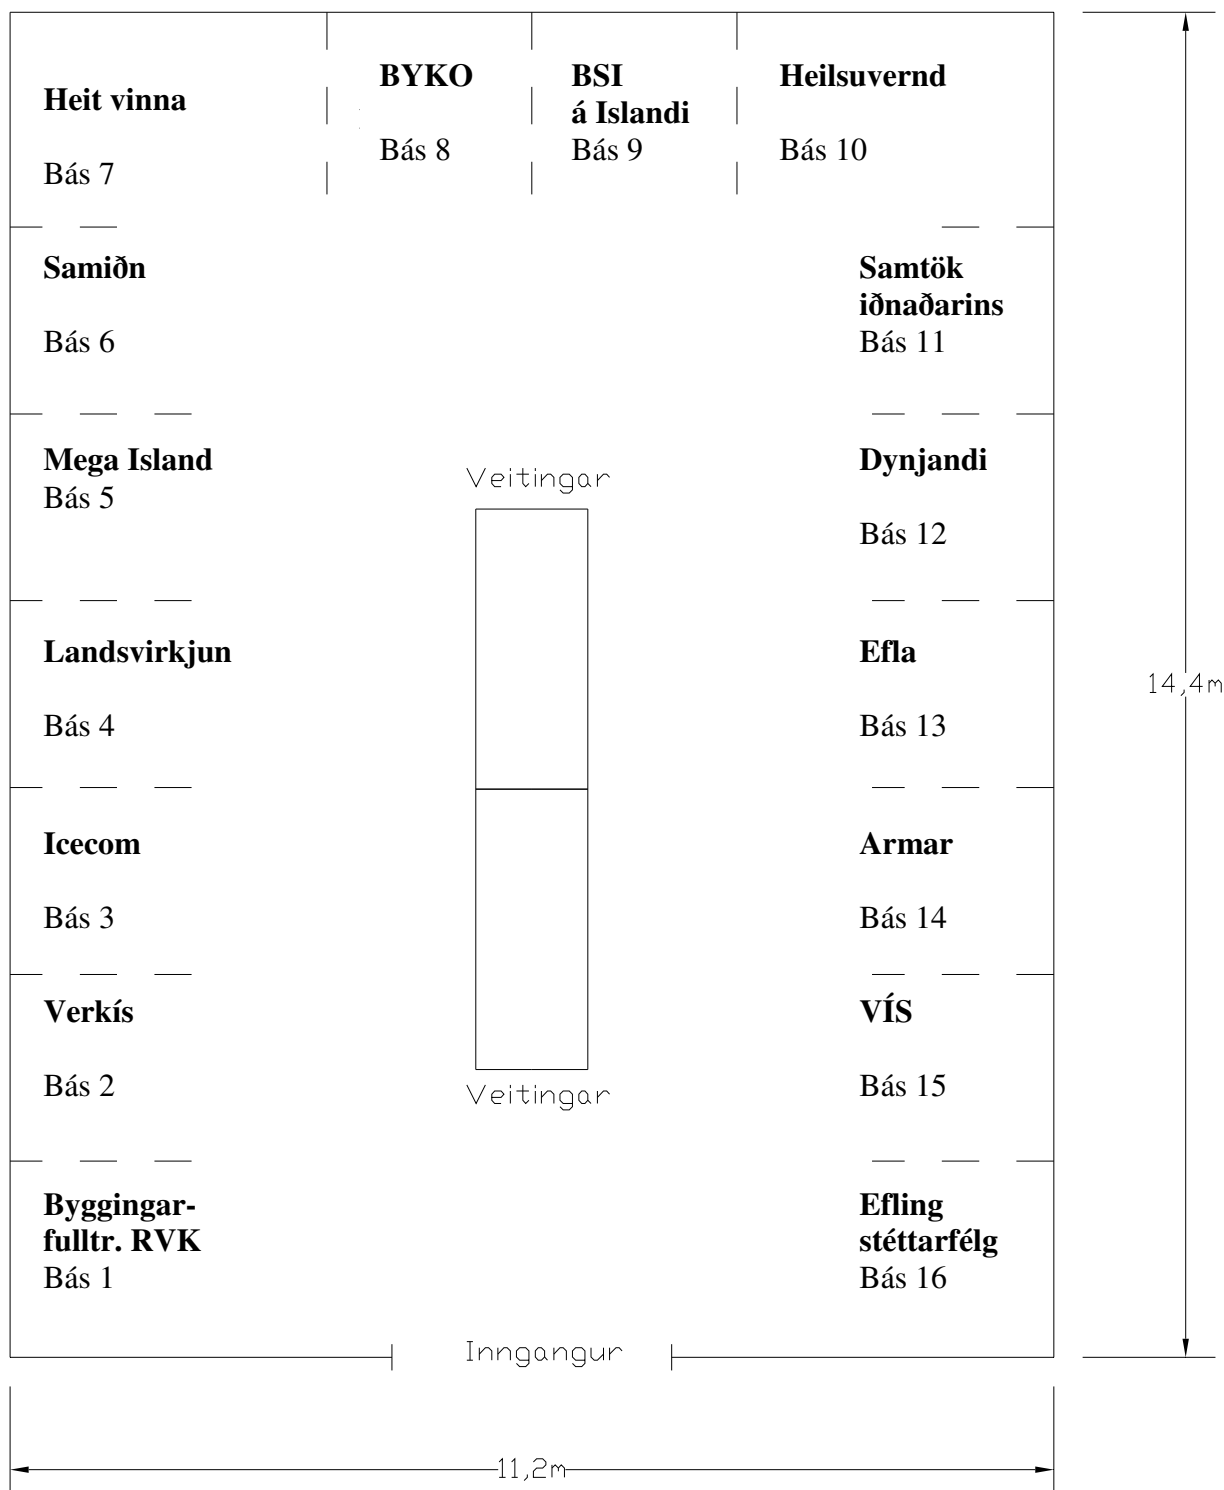 Heit vinna
Bás 7
BYKO
Bás 8
BSI
á Islandi
Bás 9
Heilsuvernd
Bás 10
Samiðn
Bás 6
Samtök
iðnaðarins
Bás 11
Mega Island
Bás 5
Veitingar
Dynjandi
Bás 12
Landsvirkjun
Bás 4
Efla
Bás 13
14,4m
Icecom
Bás 3
Armar
Bás 14
Verkís
Bás 2
VÍS
Bás 15
Veitingar
Byggingar-
fulltr. RVK
Bás 1
Efling
stéttarfélg
Bás 16
Inngangur
11,2m